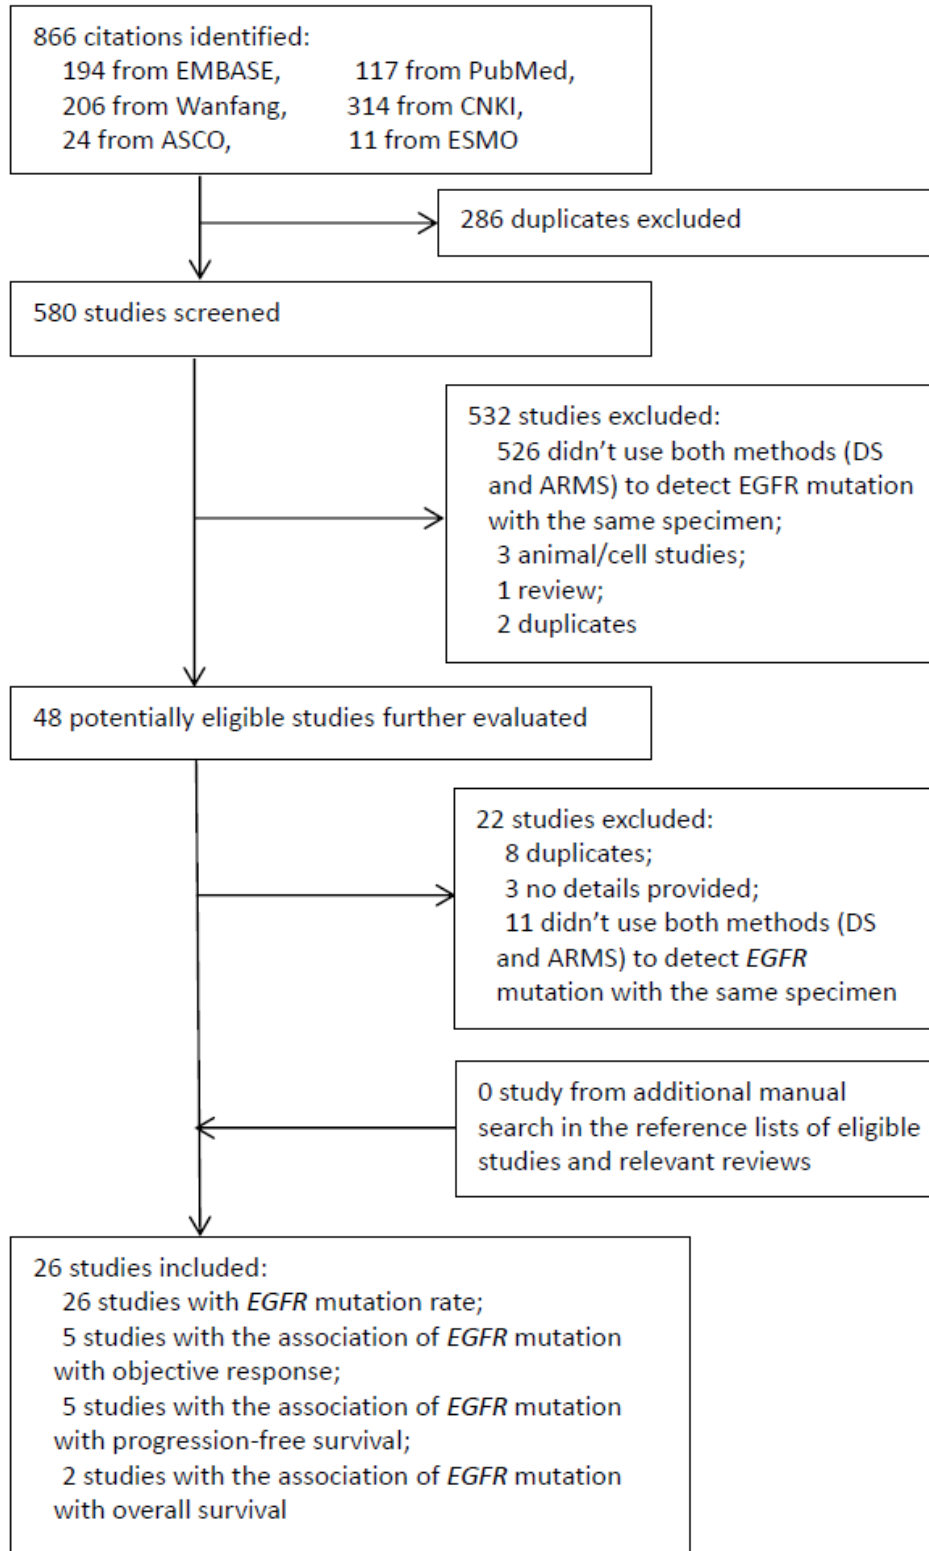 866 citations identified:
194 from EMBASE, 117 from PubMed,
206 from Wanfang, 314 from CNKI,
24 from ASCO, 11 from ESMO
286 duplicates excluded
580 studies screened
532 studies excluded:
526 didn’t use both methods (DS
and ARMS) to detect EGFR mutation
with the same specimen;
3 animal/cell studies;
1 review;
2 duplicates
48 potentially eligible studies further evaluated
22 studies excluded:
8 duplicates;
3 no details provided;
11 didn’t use both methods (DS
and ARMS) to detect EGFR
mutation with the same specimen
0 study from additional manual
search in the reference lists of eligible
studies and relevant reviews
26 studies included:
26 studies with EGFR mutation rate;
5 studies with the association of EGFR mutation
with objective response;
5 studies with the association of EGFR mutation
with progression-free survival;
2 studies with the association of EGFR mutation
with overall survival